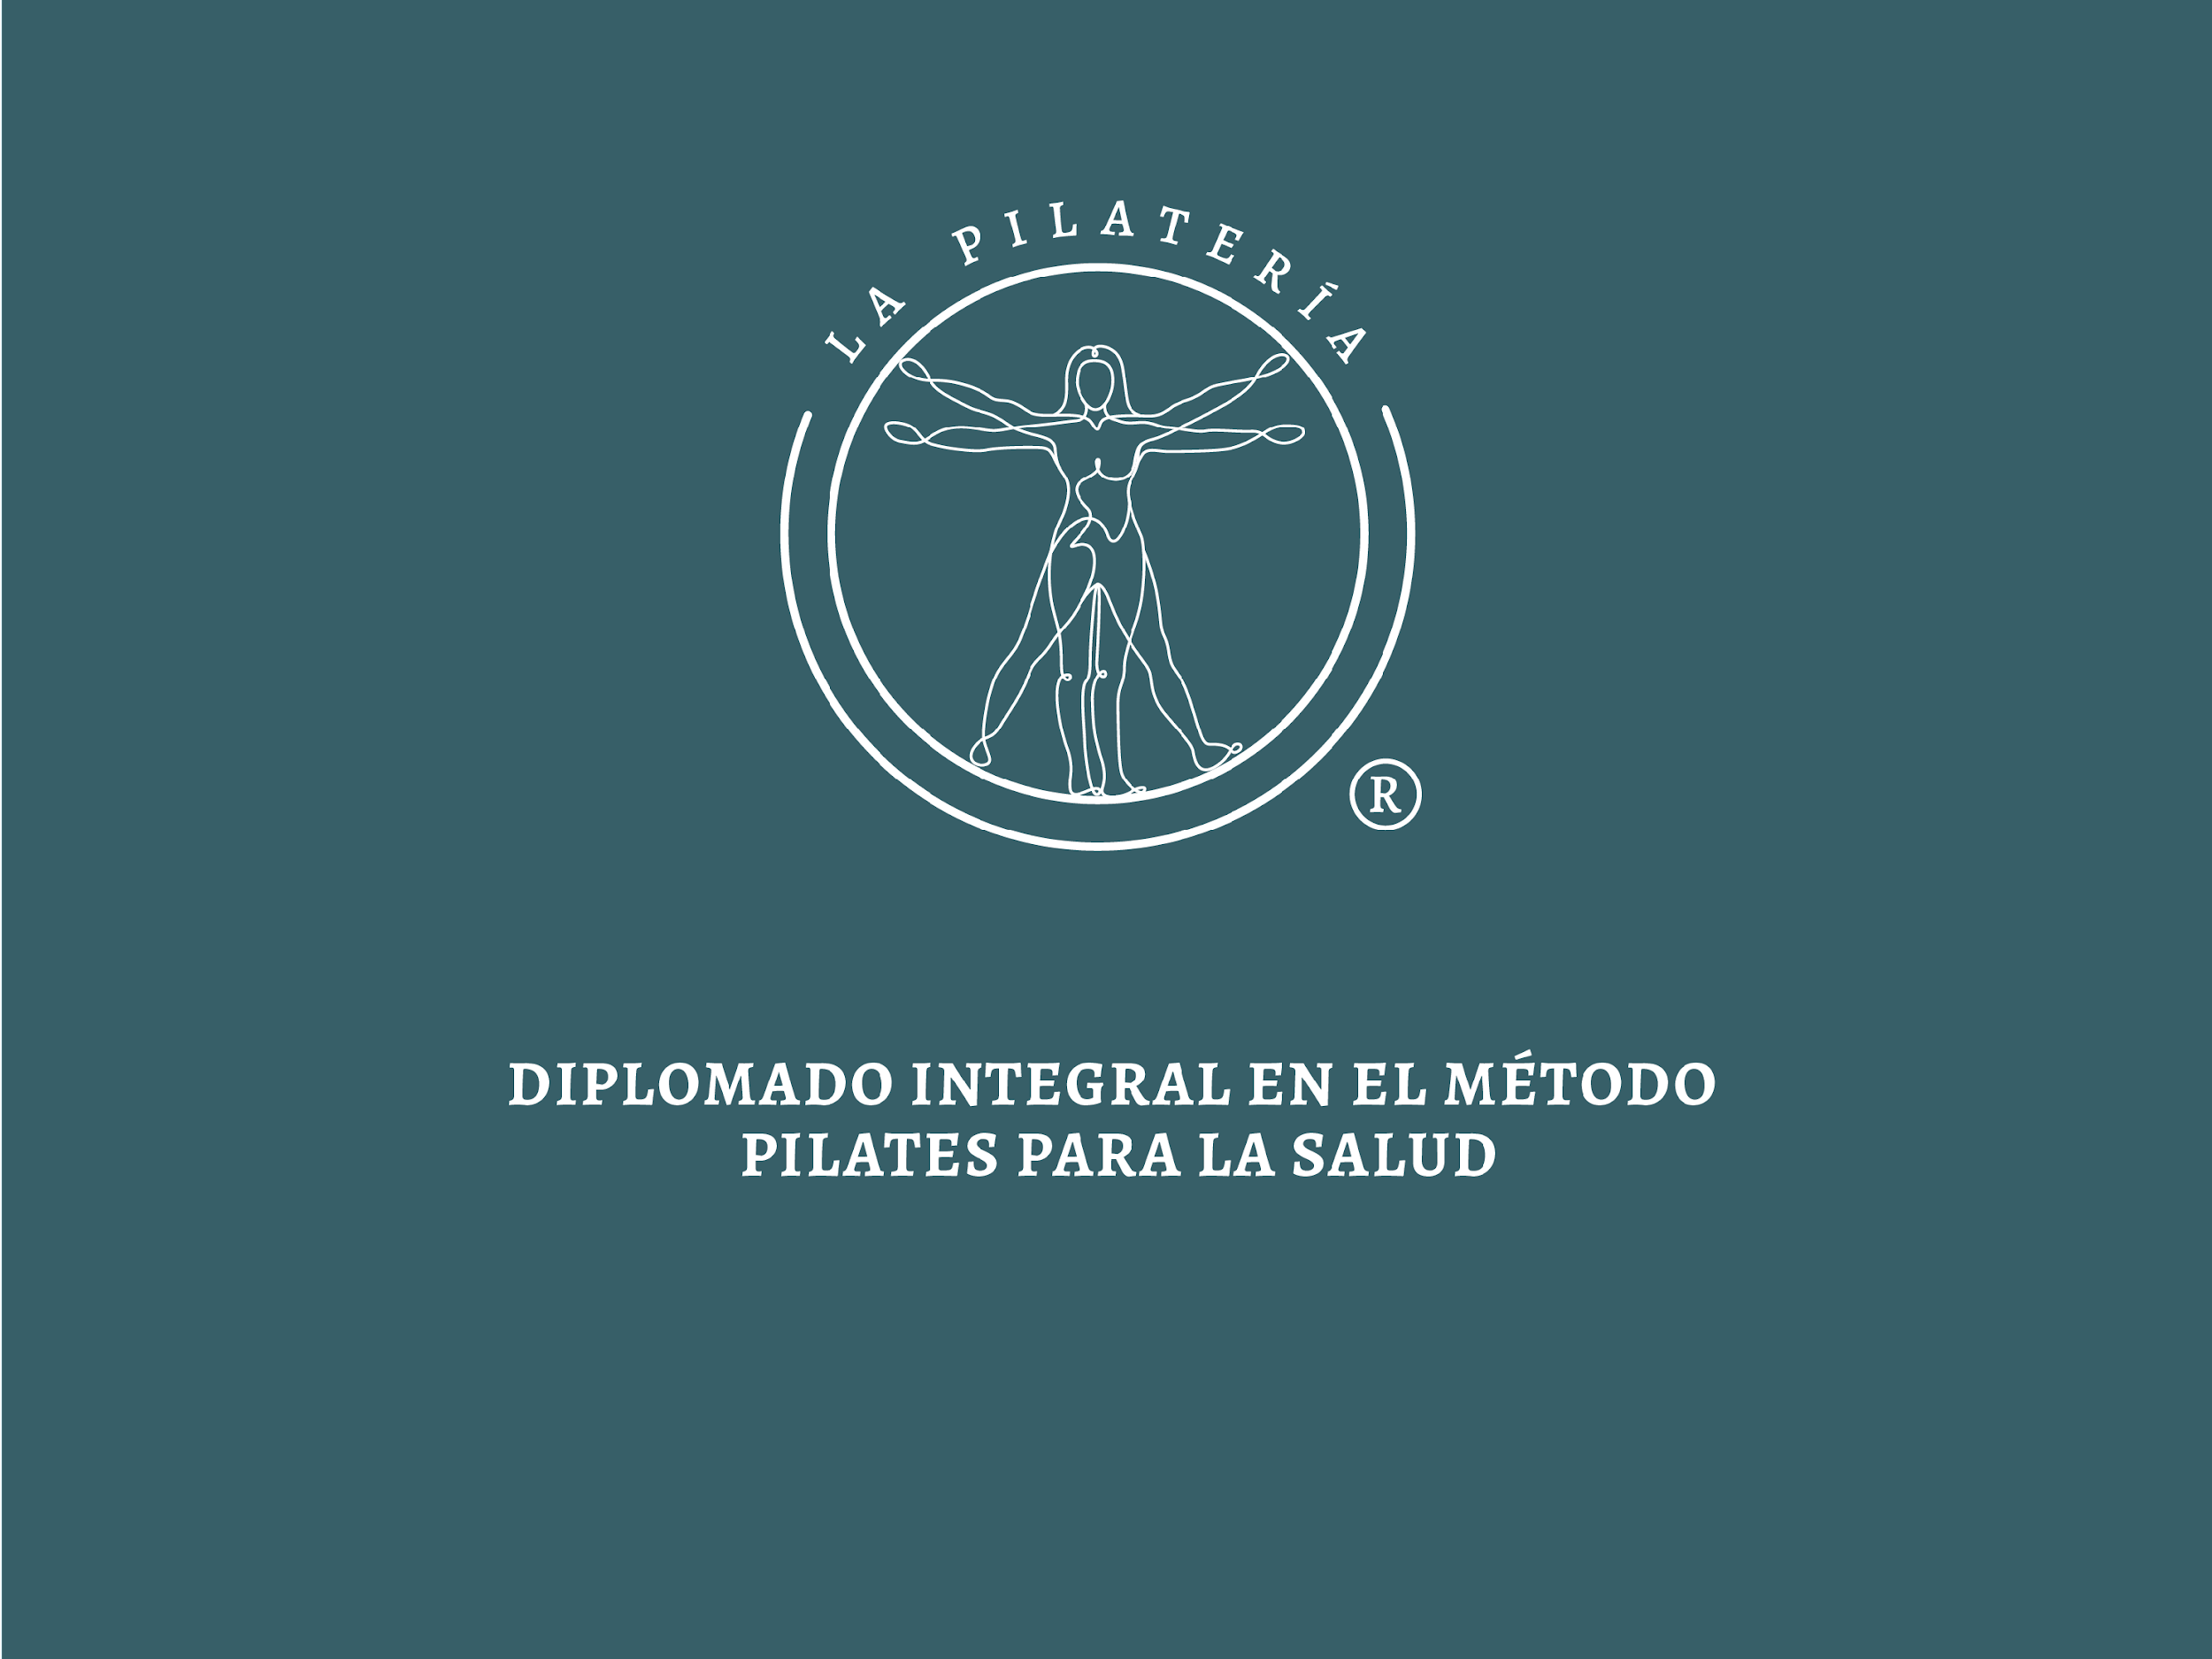 LA PILATERÍA
®
DIPLOMADO INTEGRAL EN EL MÉTODO
PILATES PARA LA SALUD